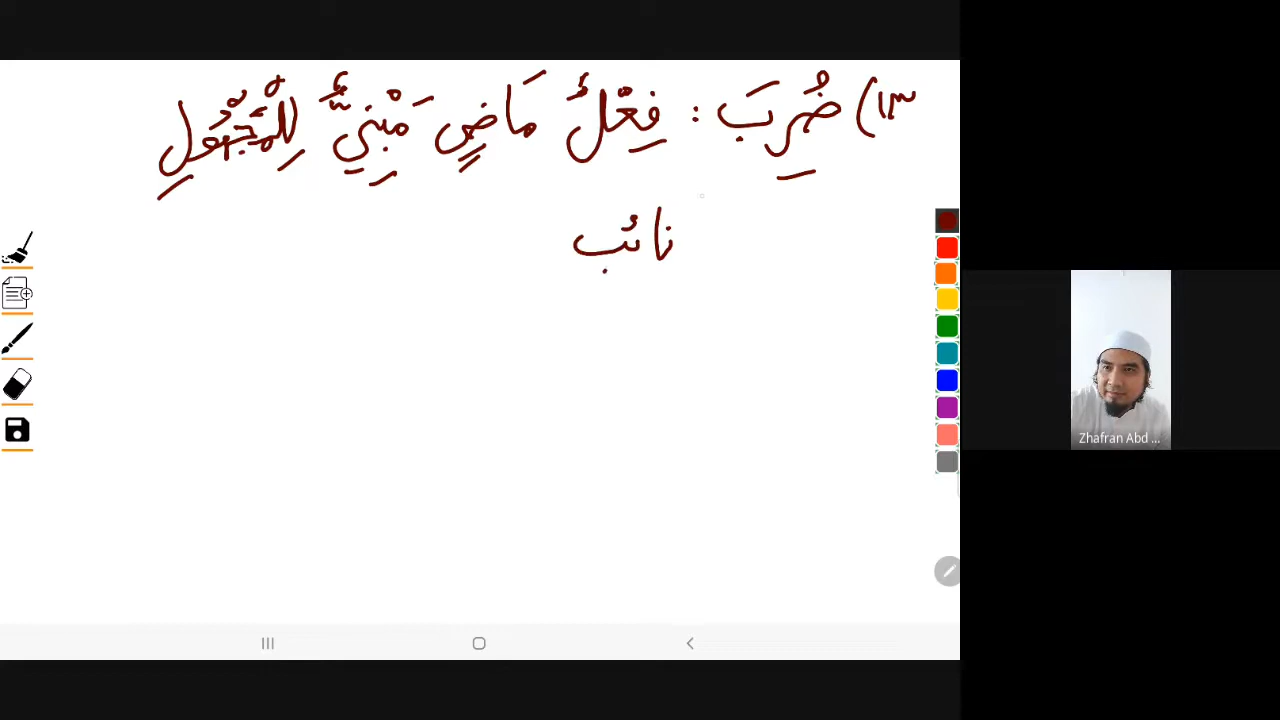 ١٣) ضُرِبَ : فِعْلٌ مَاضٍ مَبْنِيٌّ لِلْمَجْهُولِ
نائب
Zhafran Abd ...